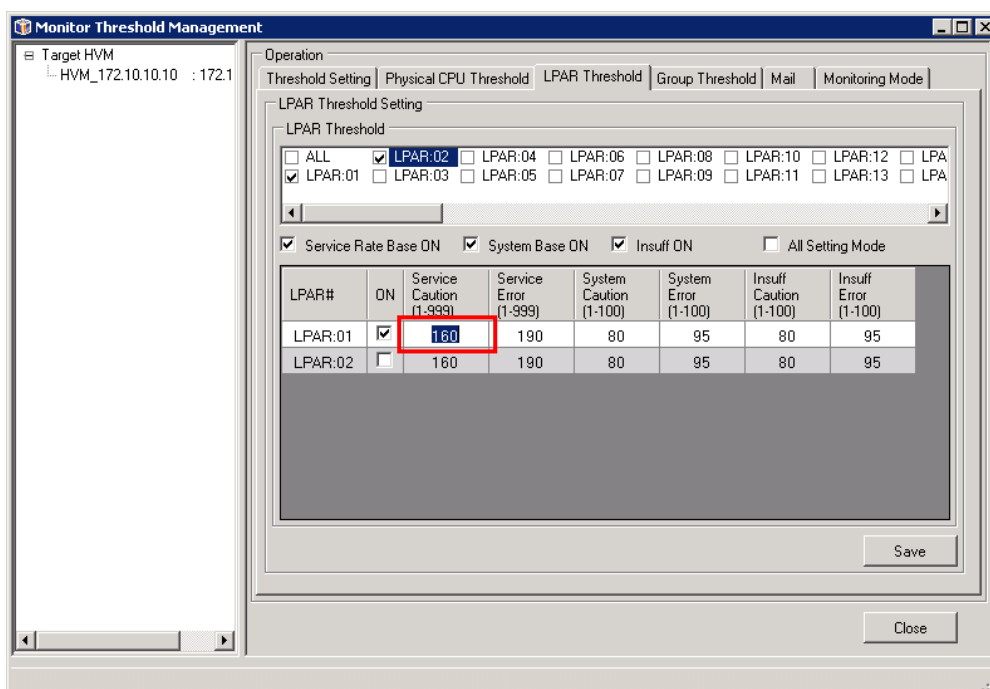 Monitor Threshold Management
Target HVM
HVM_172.10.10.10 : 172.1
Operation
Threshold Setting Physical CPU Threshold LPAR Threshold Group Threshold Mail Monitoring Mode
LPAR Threshold Setting
LPAR Threshold
ALL LPAR:02 LPAR:04 LPAR:06 LPAR:08 LPAR:10 LPAR:12 LPA
LPAR:01 LPAR:03 LPAR:05 LPAR:07 LPAR:09 LPAR:11 LPAR:13 LPA
Service Rate Base ON System Base ON Insuff ON All Setting Mode
LPAR# ON Service Caution (1-999) Service Error (1-999) System Caution (1-100) System Error (1-100) Insuff Caution (1-100) Insuff Error (1-100)
LPAR:01 160 190 80 95 80 95
LPAR:02 160 190 80 95 80 95
Save
Close